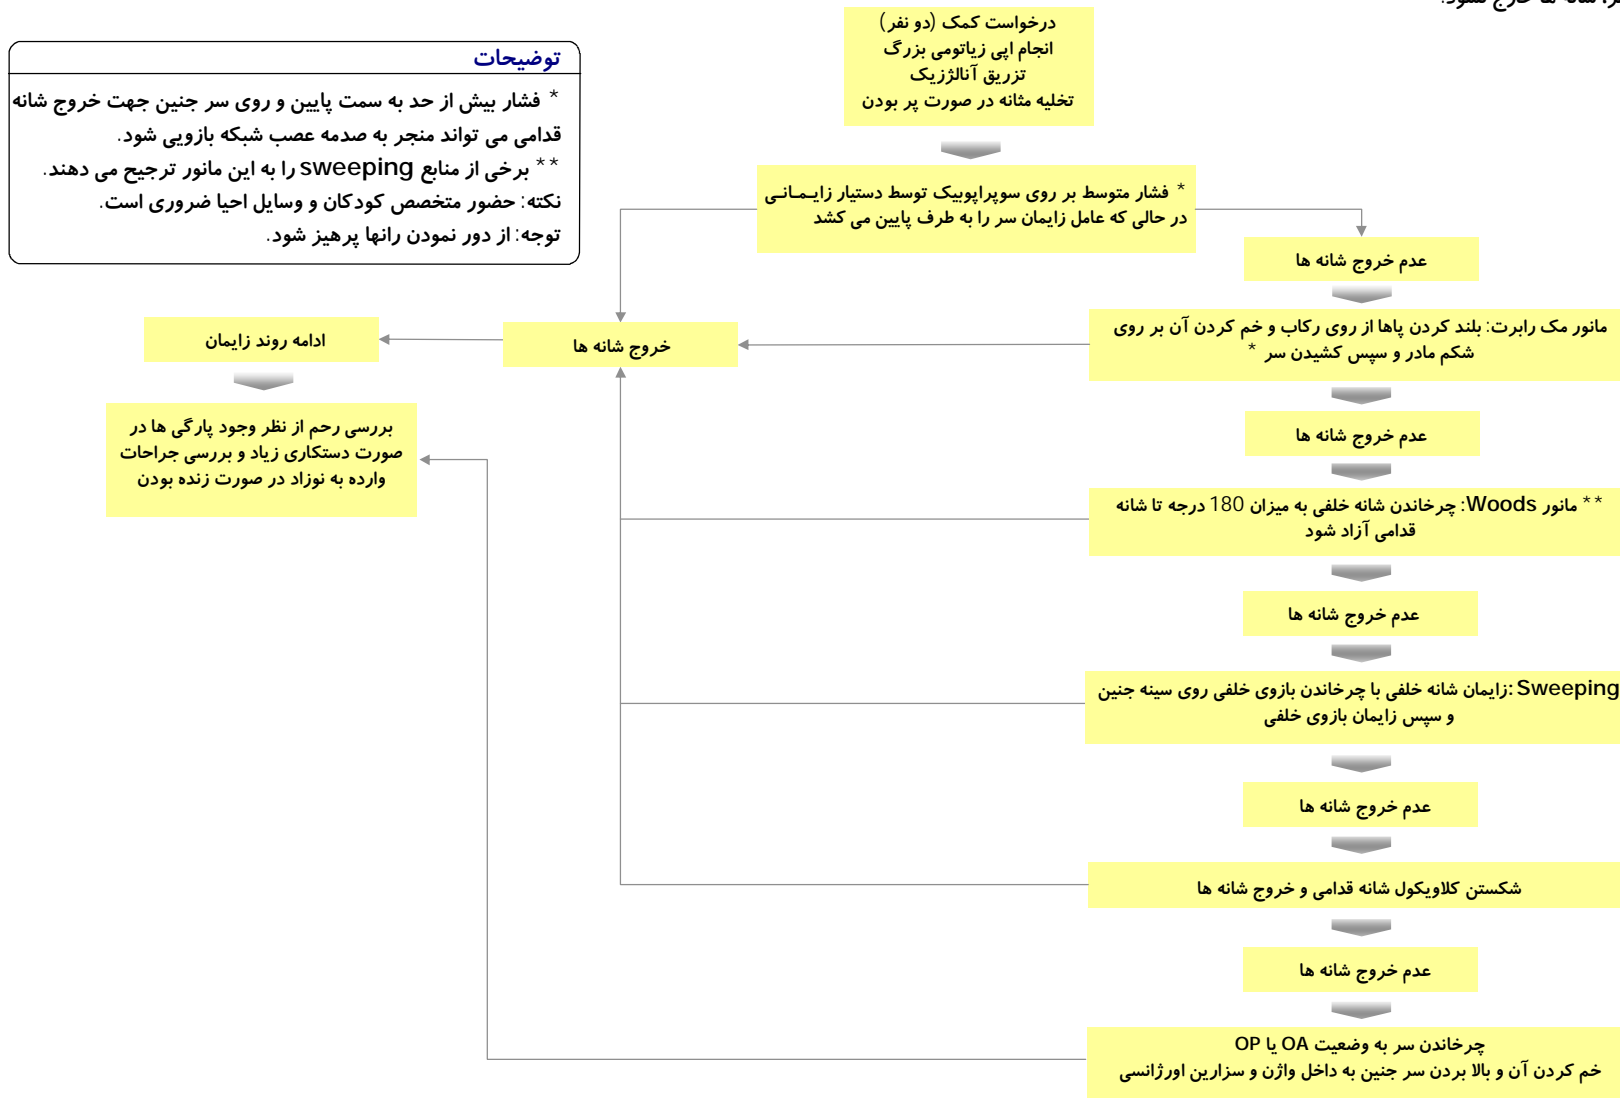 شانه ها خارج نشود.
درخواست کمک (دو نفر)
انجام اپی زیاتومی بزرگ
تزریق آنالژزیک
تخلیه مثانه در صورت پر بودن
توضیحات
* فشار بیش از حد به سمت پایین و روی سر جنین جهت خروج شانه
قدامی می تواند منجر به صدمه عصب شبکه بازویی شود.
** برخی از منابع sweeping را به این مانور ترجیح می دهند.
نکته: حضور متخصص کودکان و وسایل احیا ضروری است.
توجه: از دور نمودن رانها پرهیز شود.
* فشار متوسط بر روی سوپراپوبیک توسط دستیار زایـمـانـی
در حالی که عامل زایمان سر را به طرف پایین می کشد
عدم خروج شانه ها
مانور مک رابرت: بلند کردن پاها از روی رکاب و خم کردن آن بر روی
شکم مادر و سپس کشیدن سر *
خروج شانه ها
ادامه روند زایمان
بررسی رحم از نظر وجود پارگی ها در
صورت دستکاری زیاد و بررسی جراحات
وارده به نوزاد در صورت زنده بودن
عدم خروج شانه ها
** مانور Woods: چرخاندن شانه خلفی به میزان 180 درجه تا شانه
قدامی آزاد شود
عدم خروج شانه ها
Sweeping: زایمان شانه خلفی با چرخاندن بازوی خلفی روی سینه جنین
و سپس زایمان بازوی خلفی
عدم خروج شانه ها
شکستن کلاویکول شانه قدامی و خروج شانه ها
عدم خروج شانه ها
چرخاندن سر به وضعیت OA یا OP
خم کردن آن و بالا بردن سر جنین به داخل واژن و سزارین اورژانسی